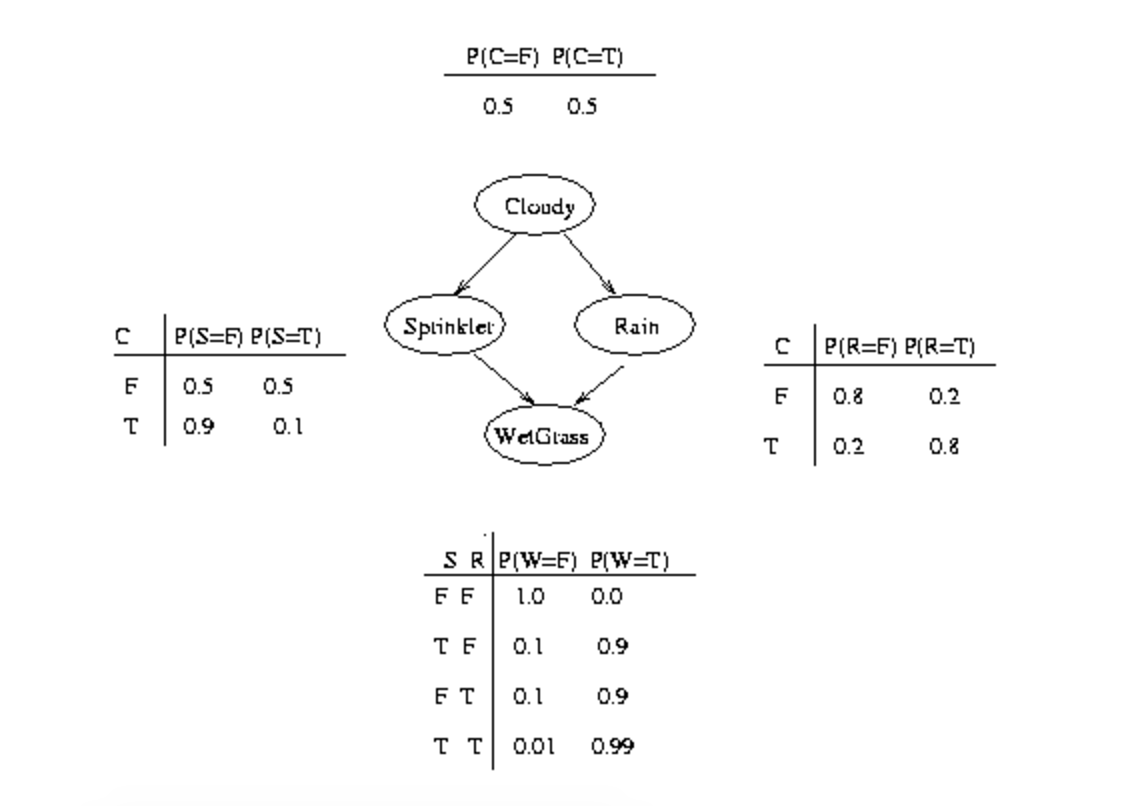 P(C=F) P(C=T)
0.5 0.5
Cloudy
Sprinkler
Rain
C P(S=F) P(S=T)
F 0.5 0.5
T 0.9 0.1
C P(R=F) P(R=T)
F 0.8 0.2
T 0.2 0.8
WetGrass
S R P(W=F) P(W=T)
F F 1.0 0.0
T F 0.1 0.9
F T 0.1 0.9
T T 0.01 0.99